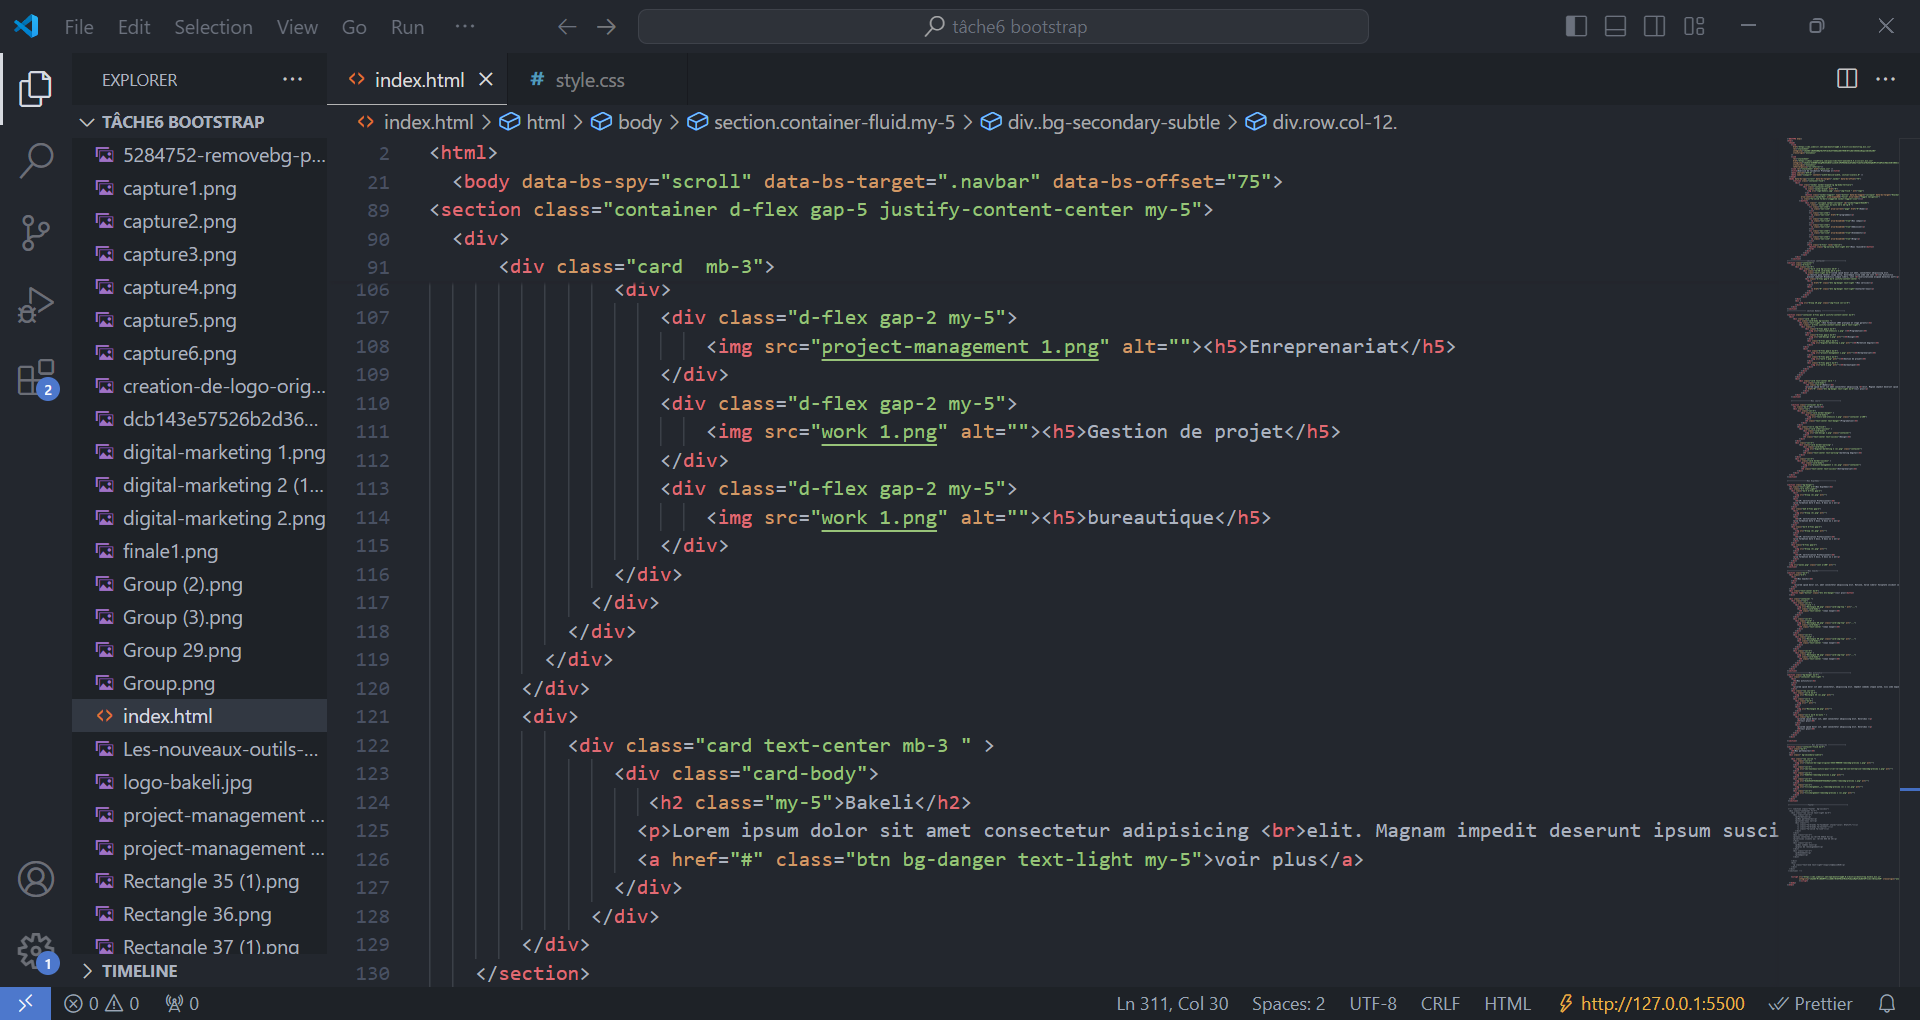 File Edit Selection View Go Run ··· tâche6 bootstrap
EXPLORER
TÂCHE6 BOOTSTRAP
5284752-removebg-p...
capture1.png
capture2.png
capture3.png
capture4.png
capture5.png
capture6.png
creation-de-logo-orig...
dcb143e57526b2d36...
digital-marketing 1.png
digital-marketing 2 (1...
digital-marketing 2.png
finale1.png
Group (2).png
Group (3).png
Group 29.png
Group.png
index.html
Les-nouveaux-outils-...
logo-bakeli.jpg
project-management ...
project-management ...
Rectangle 35 (1).png
Rectangle 36.png
Rectangle 37 (1).png
TIMELINE
2
1
index.html # style.css
index.html > html > body > section.container-fluid.my-5 > div..bg-secondary-subtle > div.row.col-12.
2 <html>
21 <body data-bs-spy="scroll" data-bs-target=".navbar" data-bs-offset="75">
89 <section class="container d-flex gap-5 justify-content-center my-5">
90 <div>
91 <div class="card  mb-3">
106 <div>
107 <div class="d-flex gap-2 my-5">
108 <img src="project-management 1.png" alt=""><h5>Enreprenariat</h5>
109 </div>
110 <div class="d-flex gap-2 my-5">
111 <img src="work 1.png" alt=""><h5>Gestion de projet</h5>
112 </div>
113 <div class="d-flex gap-2 my-5">
114 <img src="work 1.png" alt=""><h5>bureautique</h5>
115 </div>
116 </div>
117 </div>
118 </div>
119 </div>
120 </div>
121 <div>
122 <div class="card text-center mb-3 " >
123 <div class="card-body">
124 <h2 class="my-5">Bakeli</h2>
125 <p>Lorem ipsum dolor sit amet consectetur adipisicing <br>elit. Magnam impedit deserunt ipsum susci
126 <a href="#" class="btn bg-danger text-light my-5">voir plus</a>
127 </div>
128 </div>
129 </div>
130 </section>
0 0 0 Ln 311, Col 30 Spaces: 2 UTF-8 CRLF HTML http://127.0.0.1:5500 Prettier